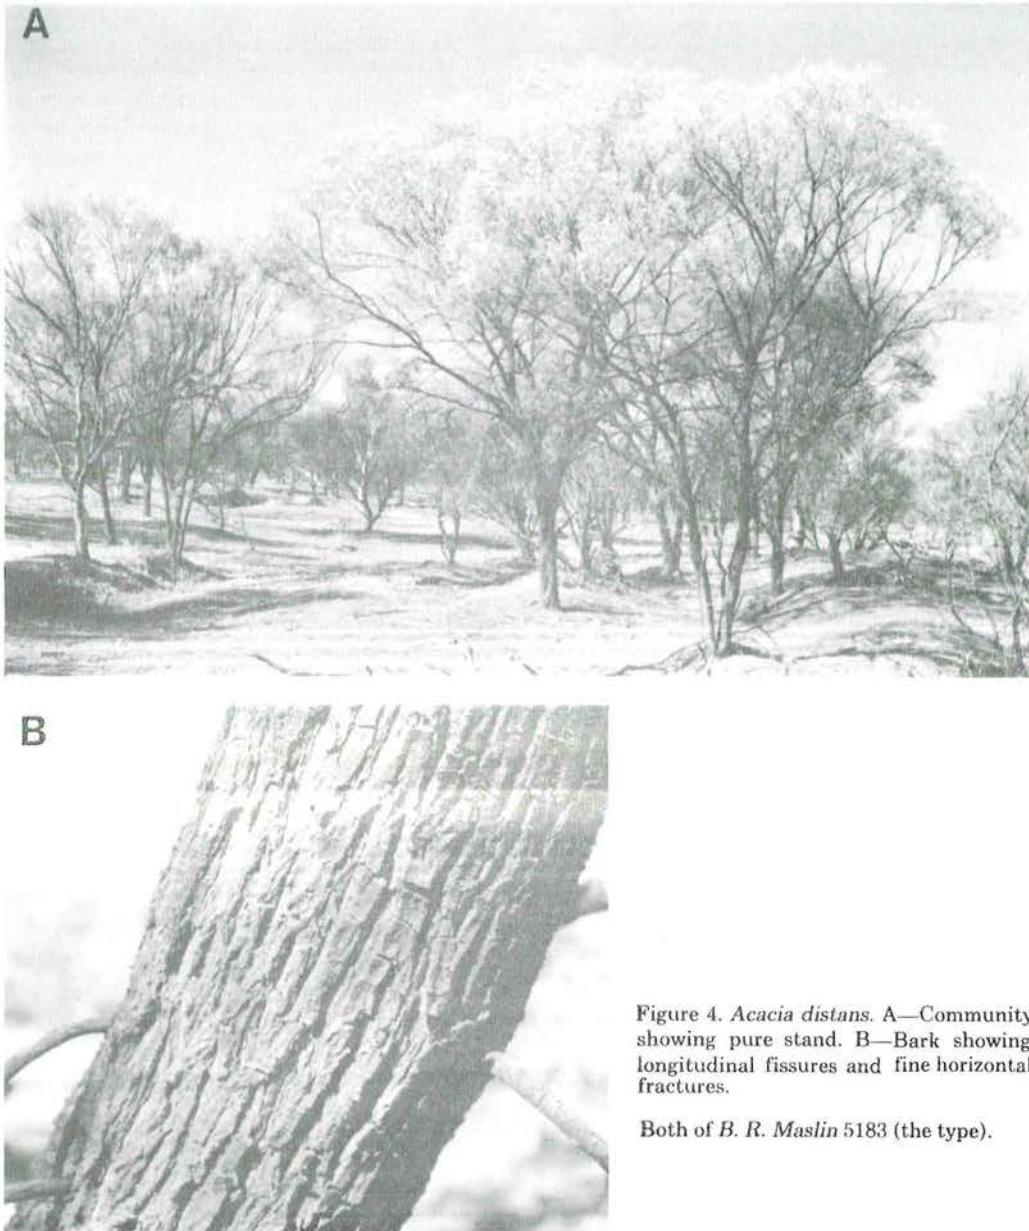 A
B
Figure 4. Acacia distans. A—Community
showing pure stand. B—Bark showing
longitudinal fissures and fine horizontal
fractures.
Both of B. R. Maslin 5183 (the type).